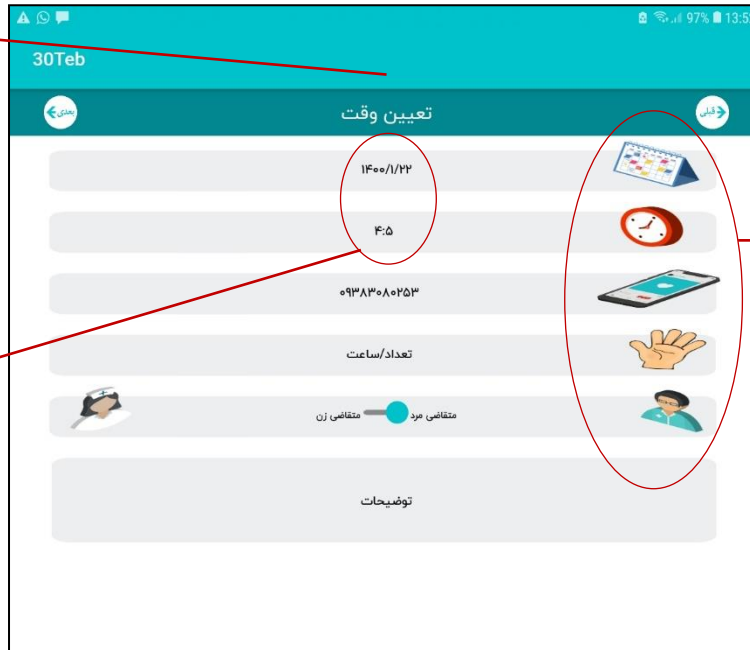 97% 13:5
30Teb
قبلی
تعیین وقت
بعدی
۱۴۰۰/۱/۲۲
۴:۵
۰۹۳۸۳۰۸۰۲۵۳
تعداد/ساعت
متقاضی مرد
متقاضی زن
توضیحات